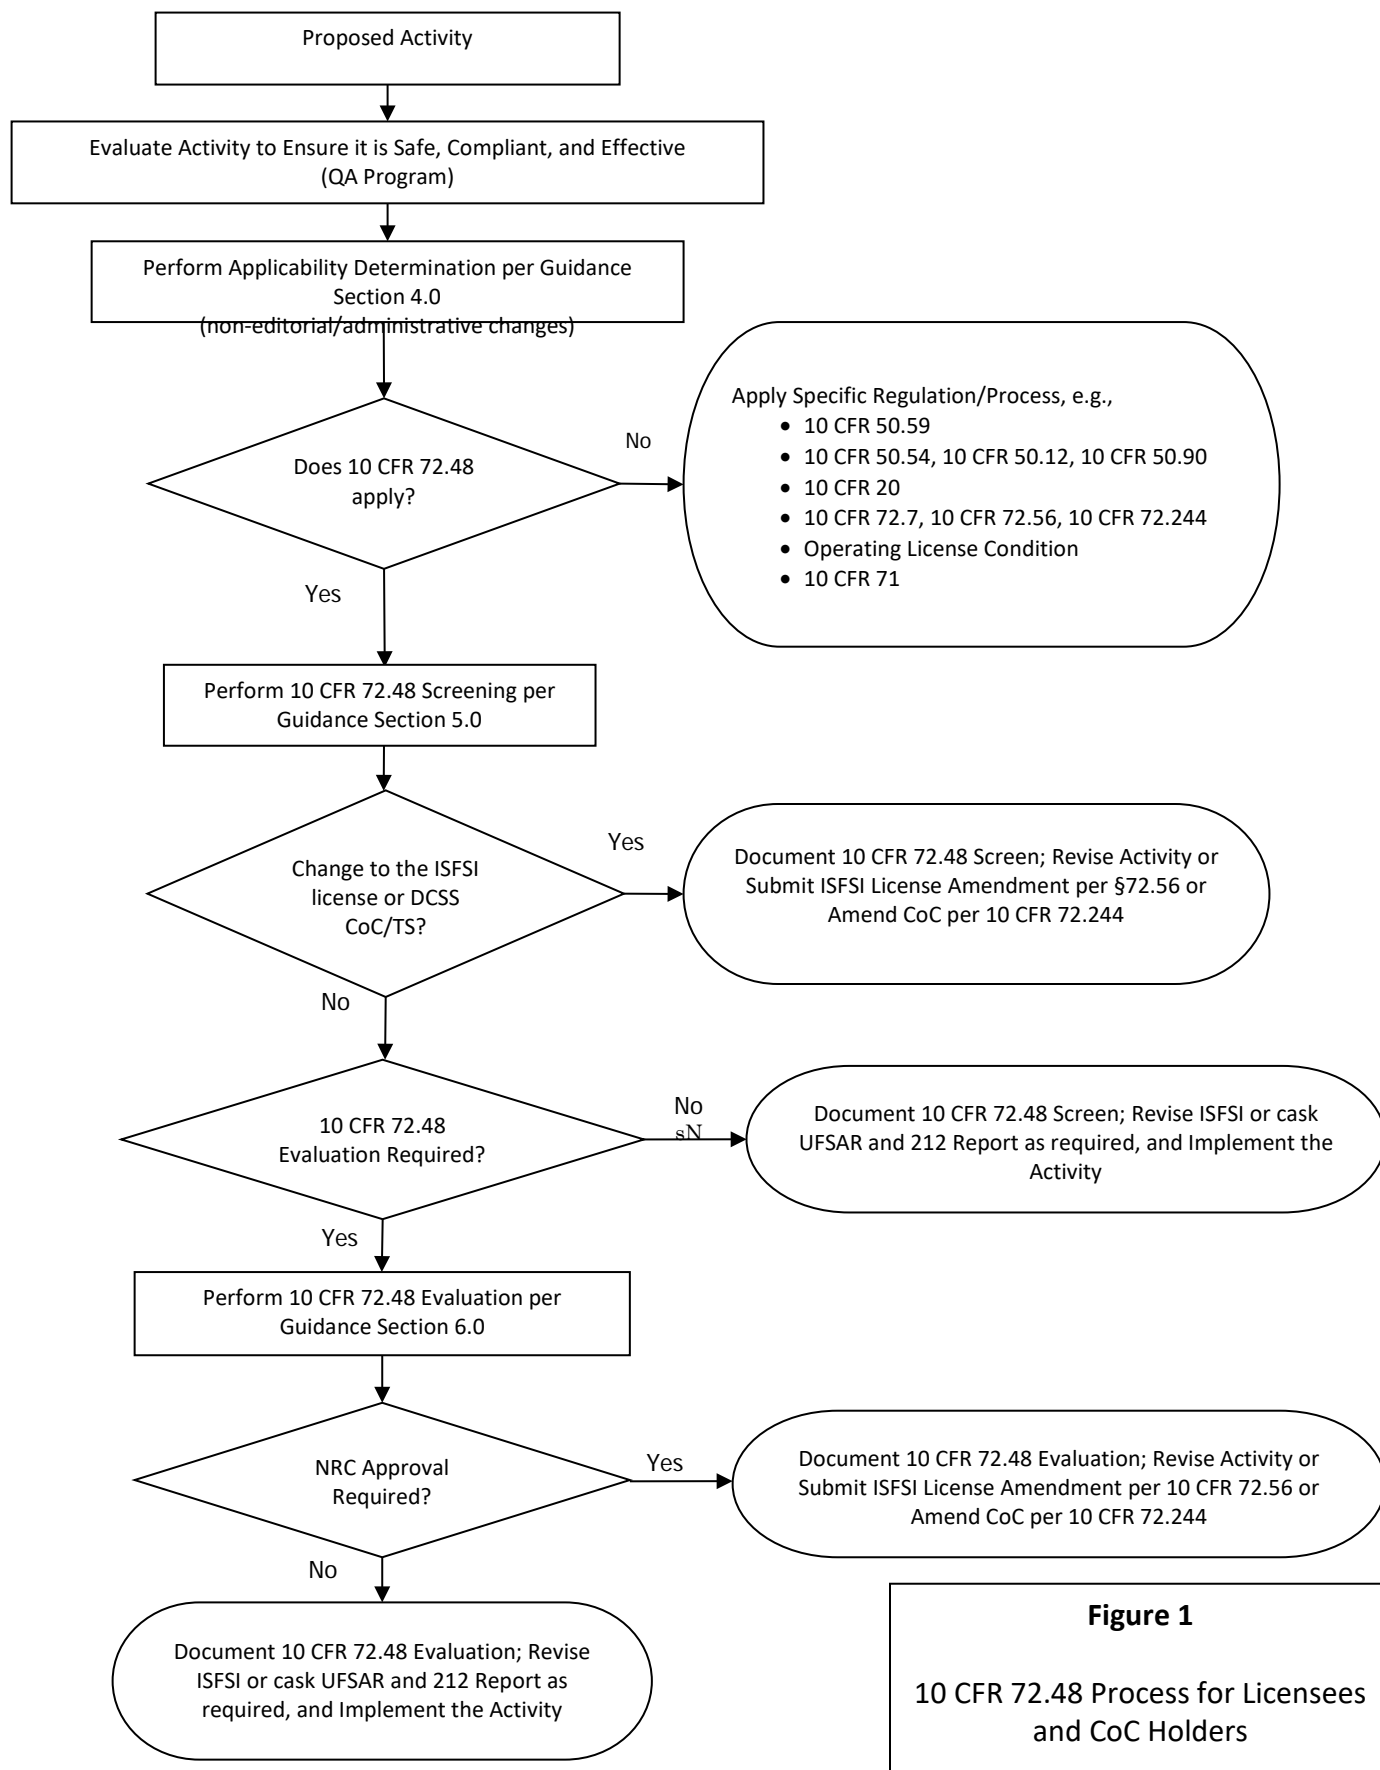 Proposed Activity
Evaluate Activity to Ensure it is Safe, Compliant, and Effective
(QA Program)
Perform Applicability Determination per Guidance
Section 4.0
(non-editorial/administrative changes)
Does 10 CFR 72.48
apply?
No
Apply Specific Regulation/Process, e.g.,
• 10 CFR 50.59
• 10 CFR 50.54, 10 CFR 50.12, 10 CFR 50.90
• 10 CFR 20
• 10 CFR 72.7, 10 CFR 72.56, 10 CFR 72.244
• Operating License Condition
• 10 CFR 71
Yes
Perform 10 CFR 72.48 Screening per
Guidance Section 5.0
Change to the ISFSI
license or DCSS
CoC/TS?
Yes
Document 10 CFR 72.48 Screen; Revise Activity or
Submit ISFSI License Amendment per §72.56 or
Amend CoC per 10 CFR 72.244
No
10 CFR 72.48
Evaluation Required?
No
sN
Document 10 CFR 72.48 Screen; Revise ISFSI or cask
UFSAR and 212 Report as required, and Implement the
Activity
Yes
Perform 10 CFR 72.48 Evaluation per
Guidance Section 6.0
NRC Approval
Required?
Yes
Document 10 CFR 72.48 Evaluation; Revise Activity or
Submit ISFSI License Amendment per 10 CFR 72.56 or
Amend CoC per 10 CFR 72.244
No
Document 10 CFR 72.48 Evaluation; Revise
ISFSI or cask UFSAR and 212 Report as
required, and Implement the Activity
Figure 1
10 CFR 72.48 Process for Licensees
and CoC Holders